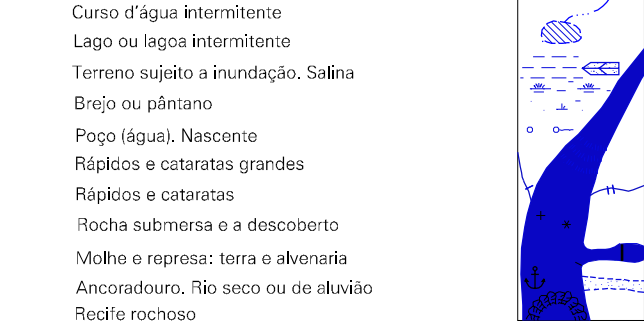 Curso d'água intermitente
Lago ou lagoa intermitente
Terreno sujeito a inundação. Salina
Brejo ou pântano
Poço (água). Nascente
Rápidos e cataratas grandes
Rápidos e cataratas
Rocha submersa e a descoberto
Molhe e represa: terra e alvenaria
Ancoradouro. Rio seco ou de aluvião
Recife rochoso